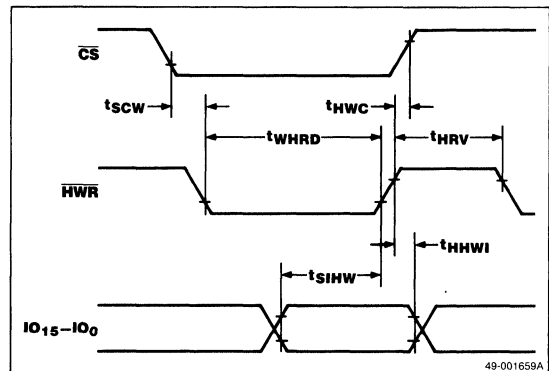 CS
tSCW
tHWC
tWHRD
tHRV
HWR
tHHWI
tSIHW
IO15–IO0
49-001659A